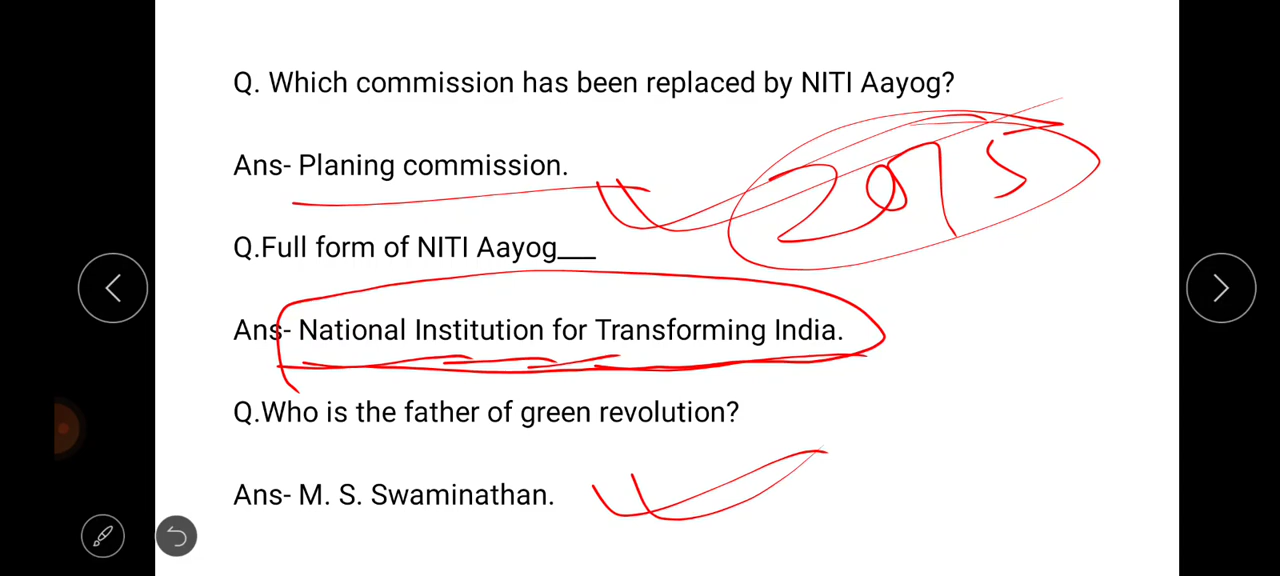 Q. Which commission has been replaced by NITI Aayog?
Ans- Planing commission.
2015
Q.Full form of NITI Aayog___
Ans- National Institution for Transforming India.
Q.Who is the father of green revolution?
Ans- M. S. Swaminathan.